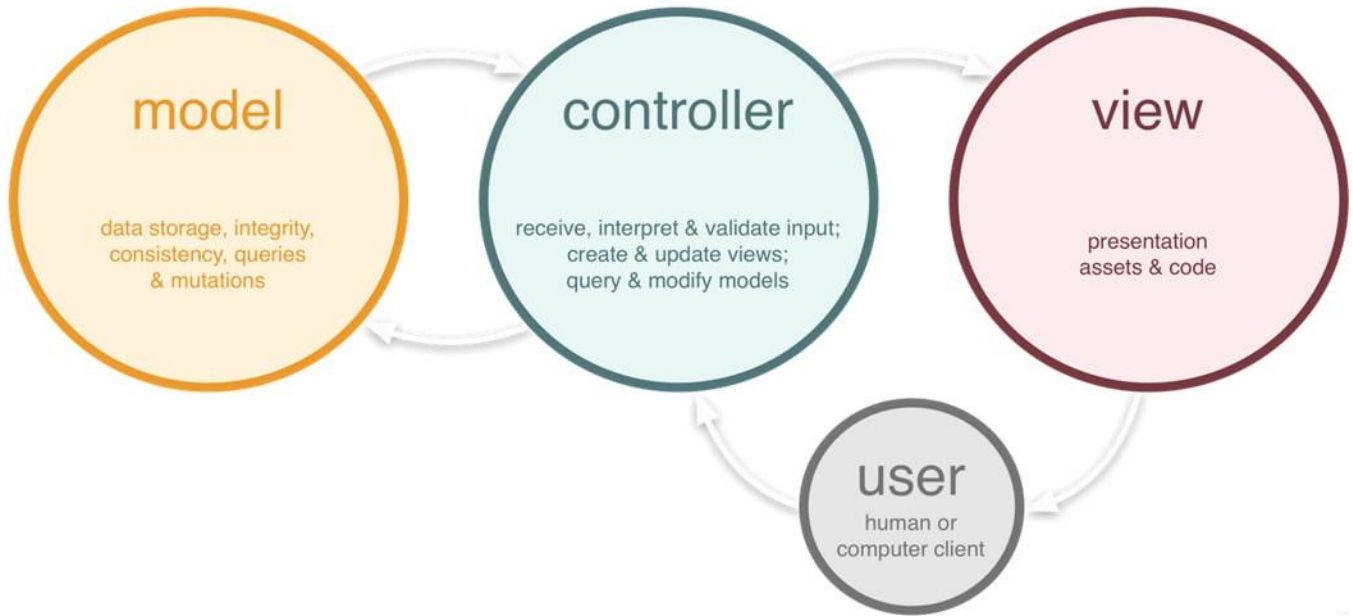 model
data storage, integrity,
consistency, queries
& mutations
controller
receive, interpret & validate input;
create & update views;
query & modify models
view
presentation
assets & code
user
human or
computer client